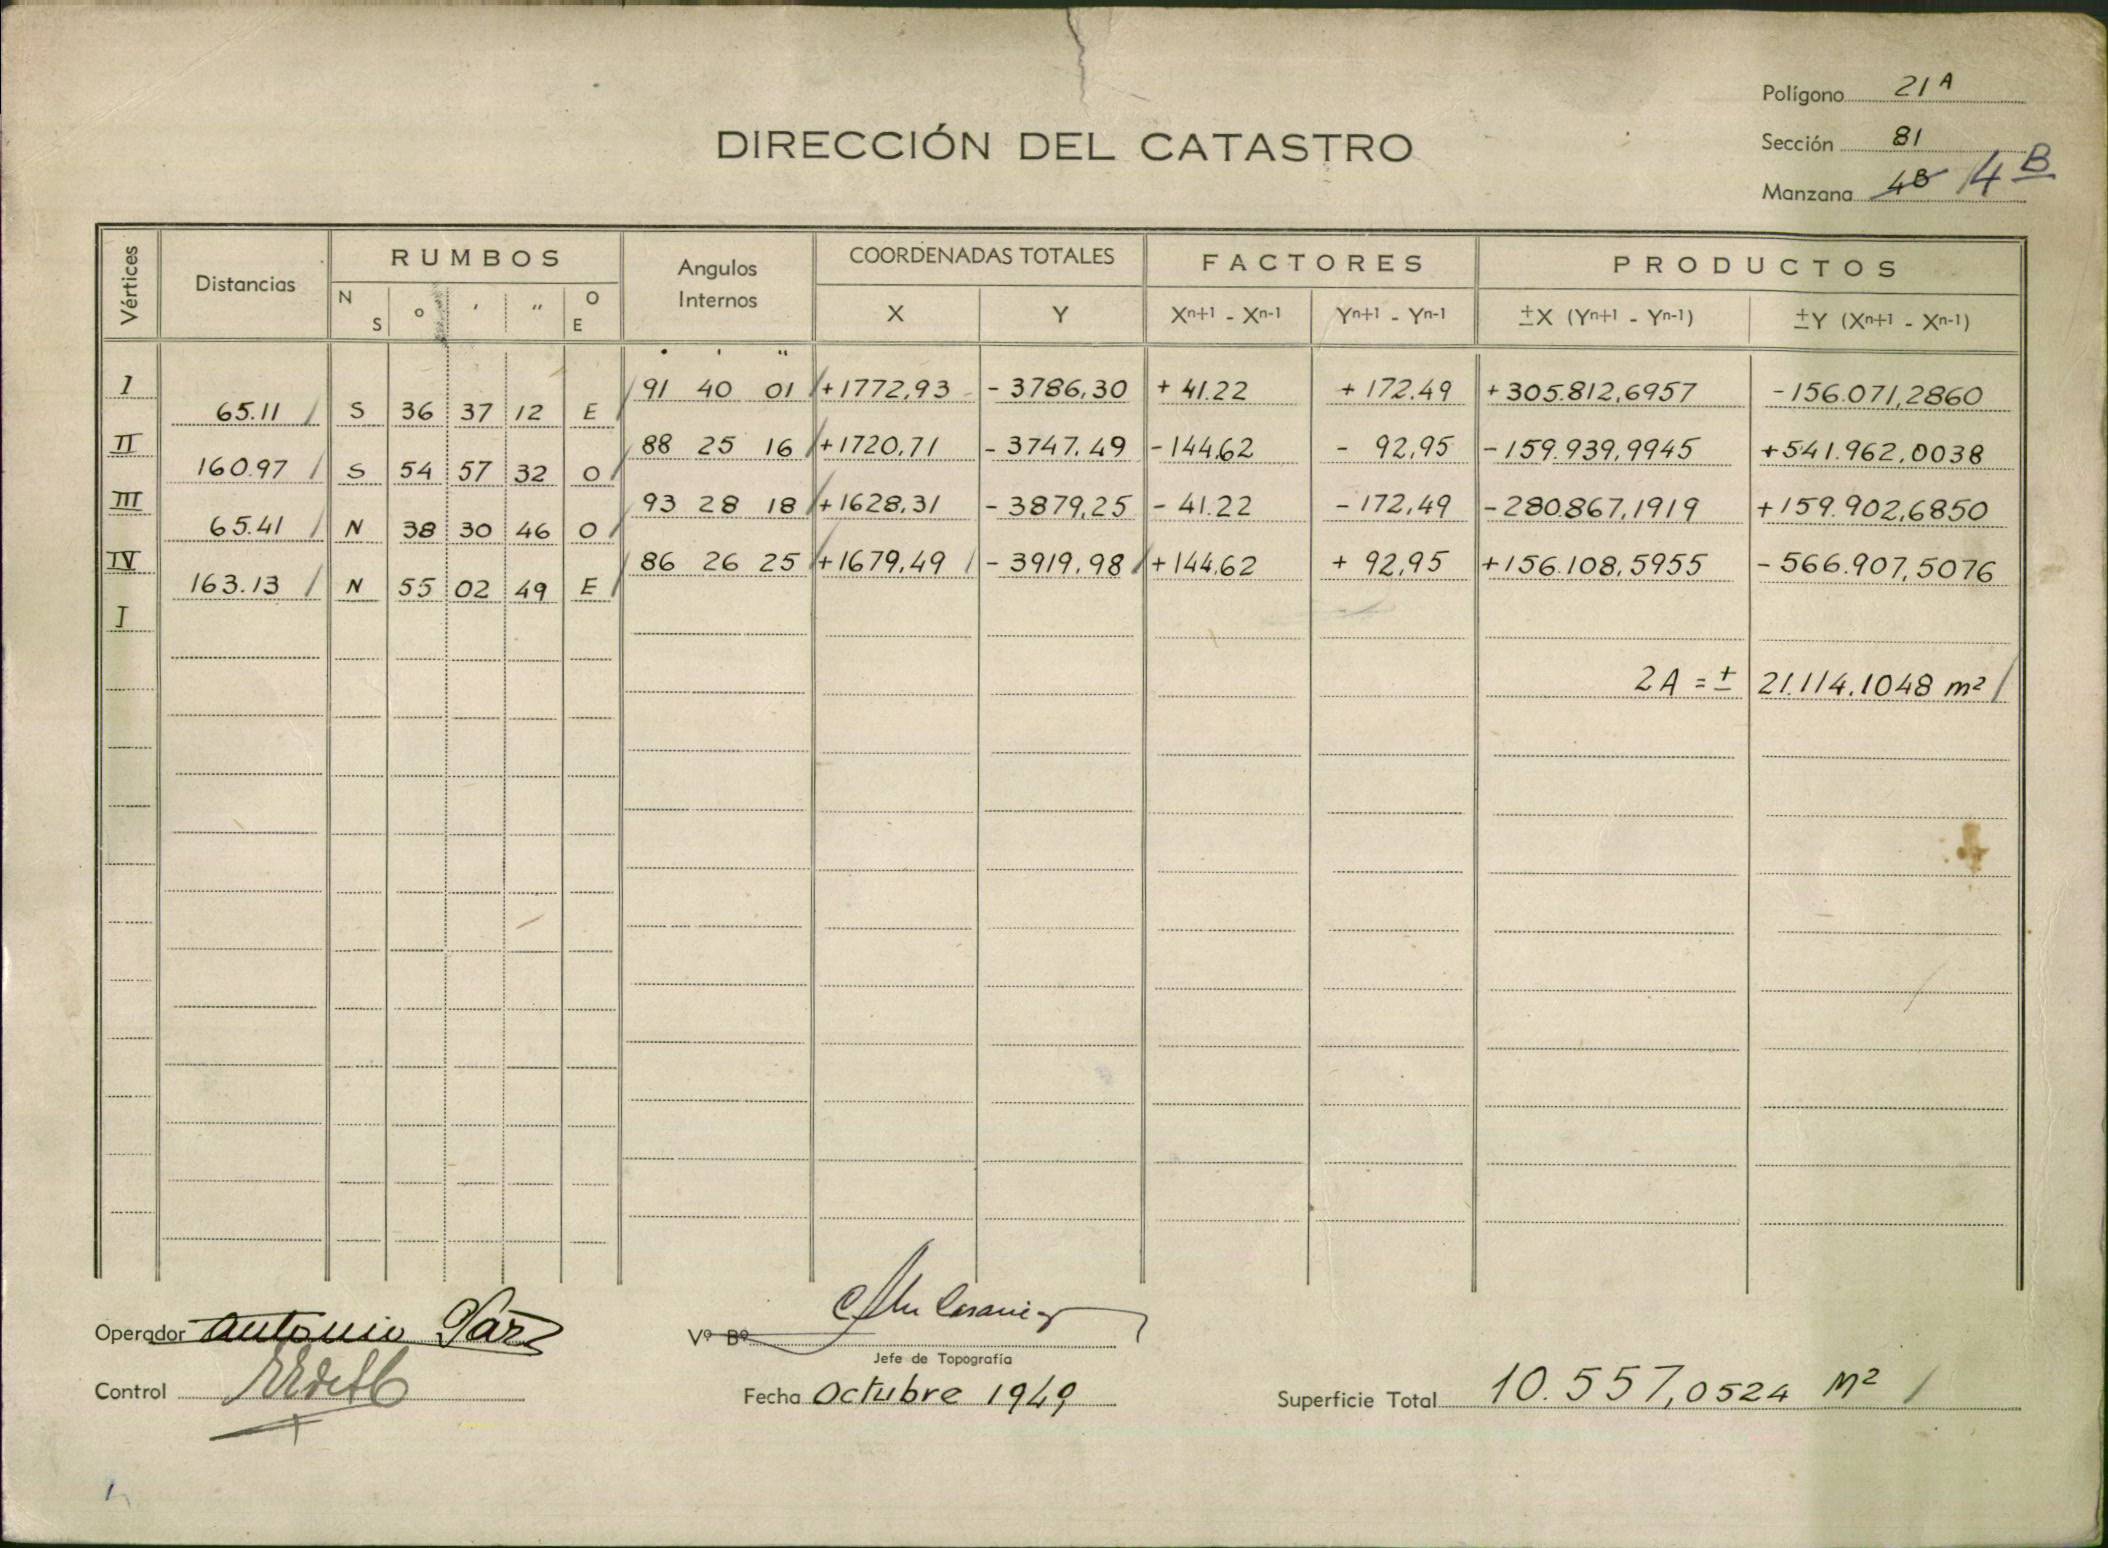 Polígono 21 A
DIRECCIÓN DEL CATASTRO
Sección 81
Manzana 4B 4 B
Vértices Distancias RUMBOS Angulos Internos COORDENADAS TOTALES FACTORES PRODUCTOS
N S o ' " O E X Y Xn+1 - Xn-1 Yn+1 - Yn-1 ±X (Yn+1 - Yn-1) ±Y (Xn+1 - Xn-1)
I 91 40 01 +1772,93 - 3786,30 + 41.22 + 172.49 +305.812,6957 -156.071,2860
65.11 S 36 37 12 E
II 88 25 16 +1720,71 - 3747.49 -144.62 - 92,95 -159.939,9945 +541.962,0038
160.97 S 54 57 32 O
III 93 28 18 +1628,31 - 3879,25 - 41.22 -172,49 -280.867,1919 +159.902,6850
65.41 N 38 30 46 O
IV 86 26 25 +1679,49 - 3919,98 +144.62 + 92,95 +156.108,5955 - 566.907,5076
163.13 N 55 02 49 E
I
2A = ± 21.114,1048 m²
Operador Antonio
Vº Bº
Jefe de Topografía
Control
Fecha Octubre 1949
Superficie Total 10.557,0524 M²